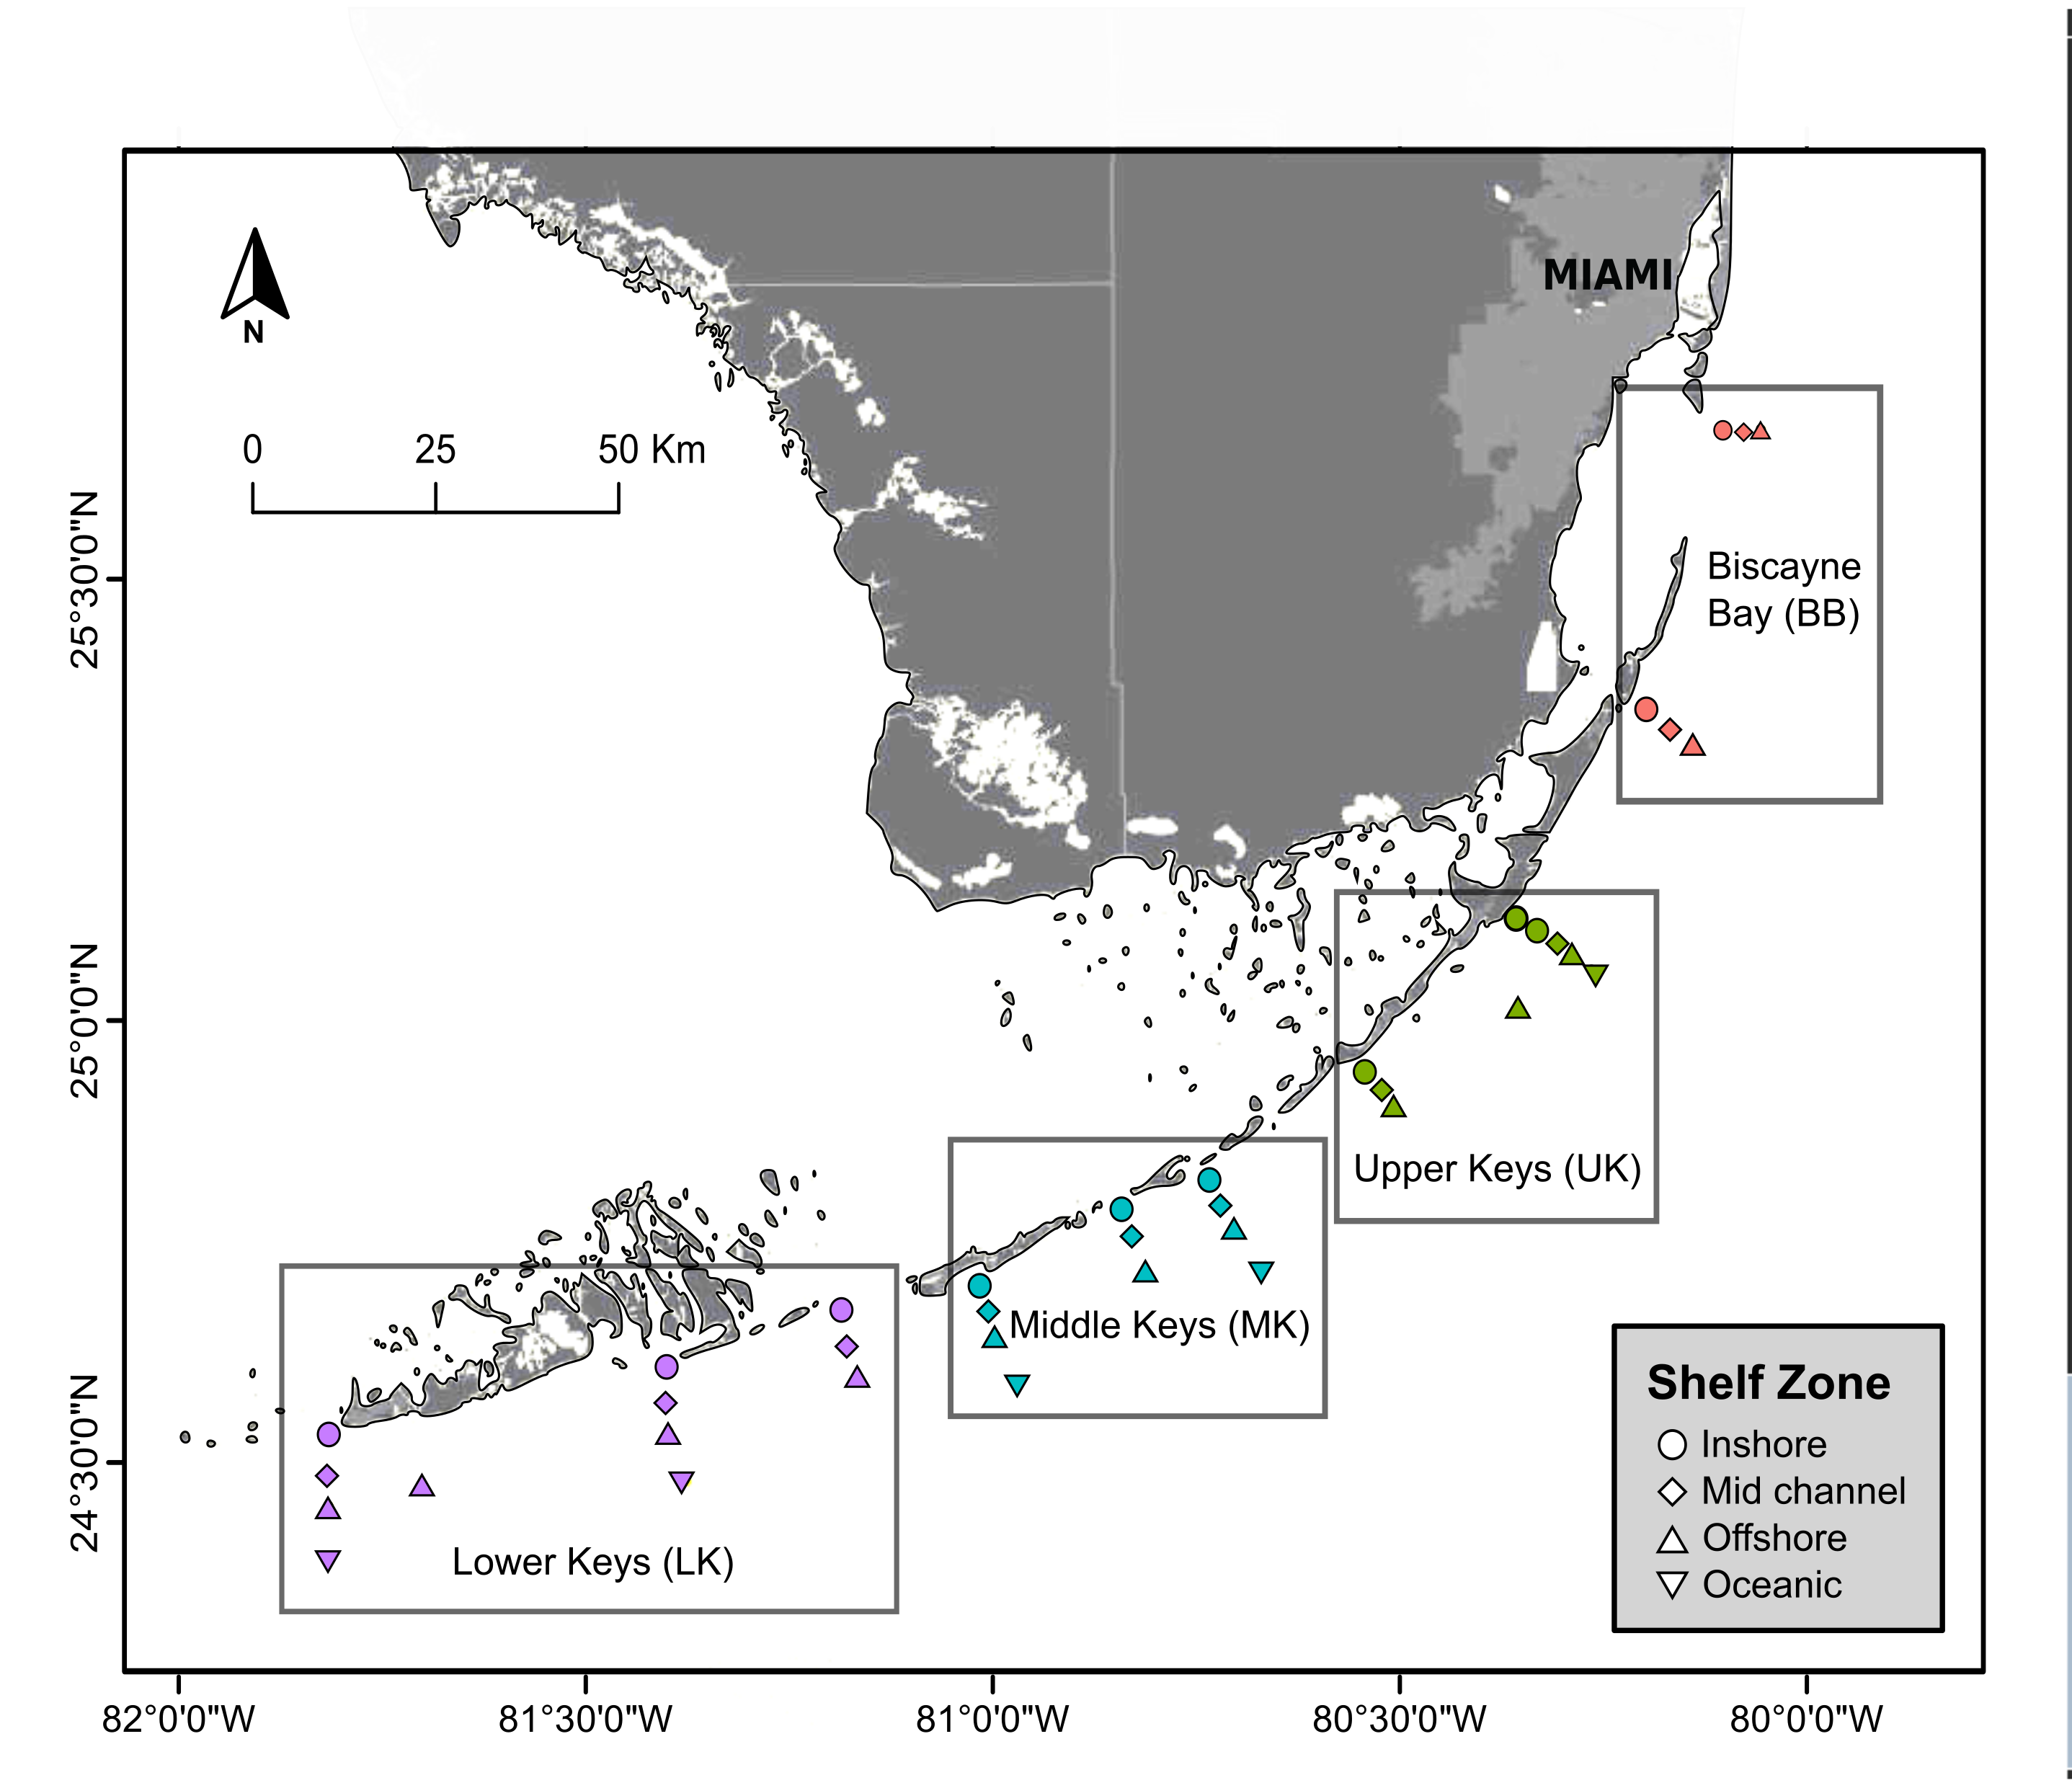 MIAMI
N
0 25 50 Km
25°30'0"N
Biscayne
Bay (BB)
25°0'0"N
Upper Keys (UK)
Middle Keys (MK)
Lower Keys (LK)
24°30'0"N
Shelf Zone
Inshore
Mid channel
Offshore
Oceanic
82°0'0"W 81°30'0"W 81°0'0"W 80°30'0"W 80°0'0"W